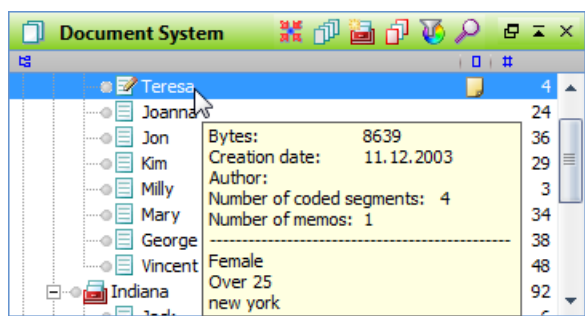 Document System
#
Teresa 4
Joanna 24
Jon 36
Kim 29
Milly 3
Mary 34
George 38
Vincent 48
Indiana 92
Bytes: 8639
Creation date: 11.12.2003
Author:
Number of coded segments: 4
Number of memos: 1
--------------------------------------------------
Female
Over 25
new york